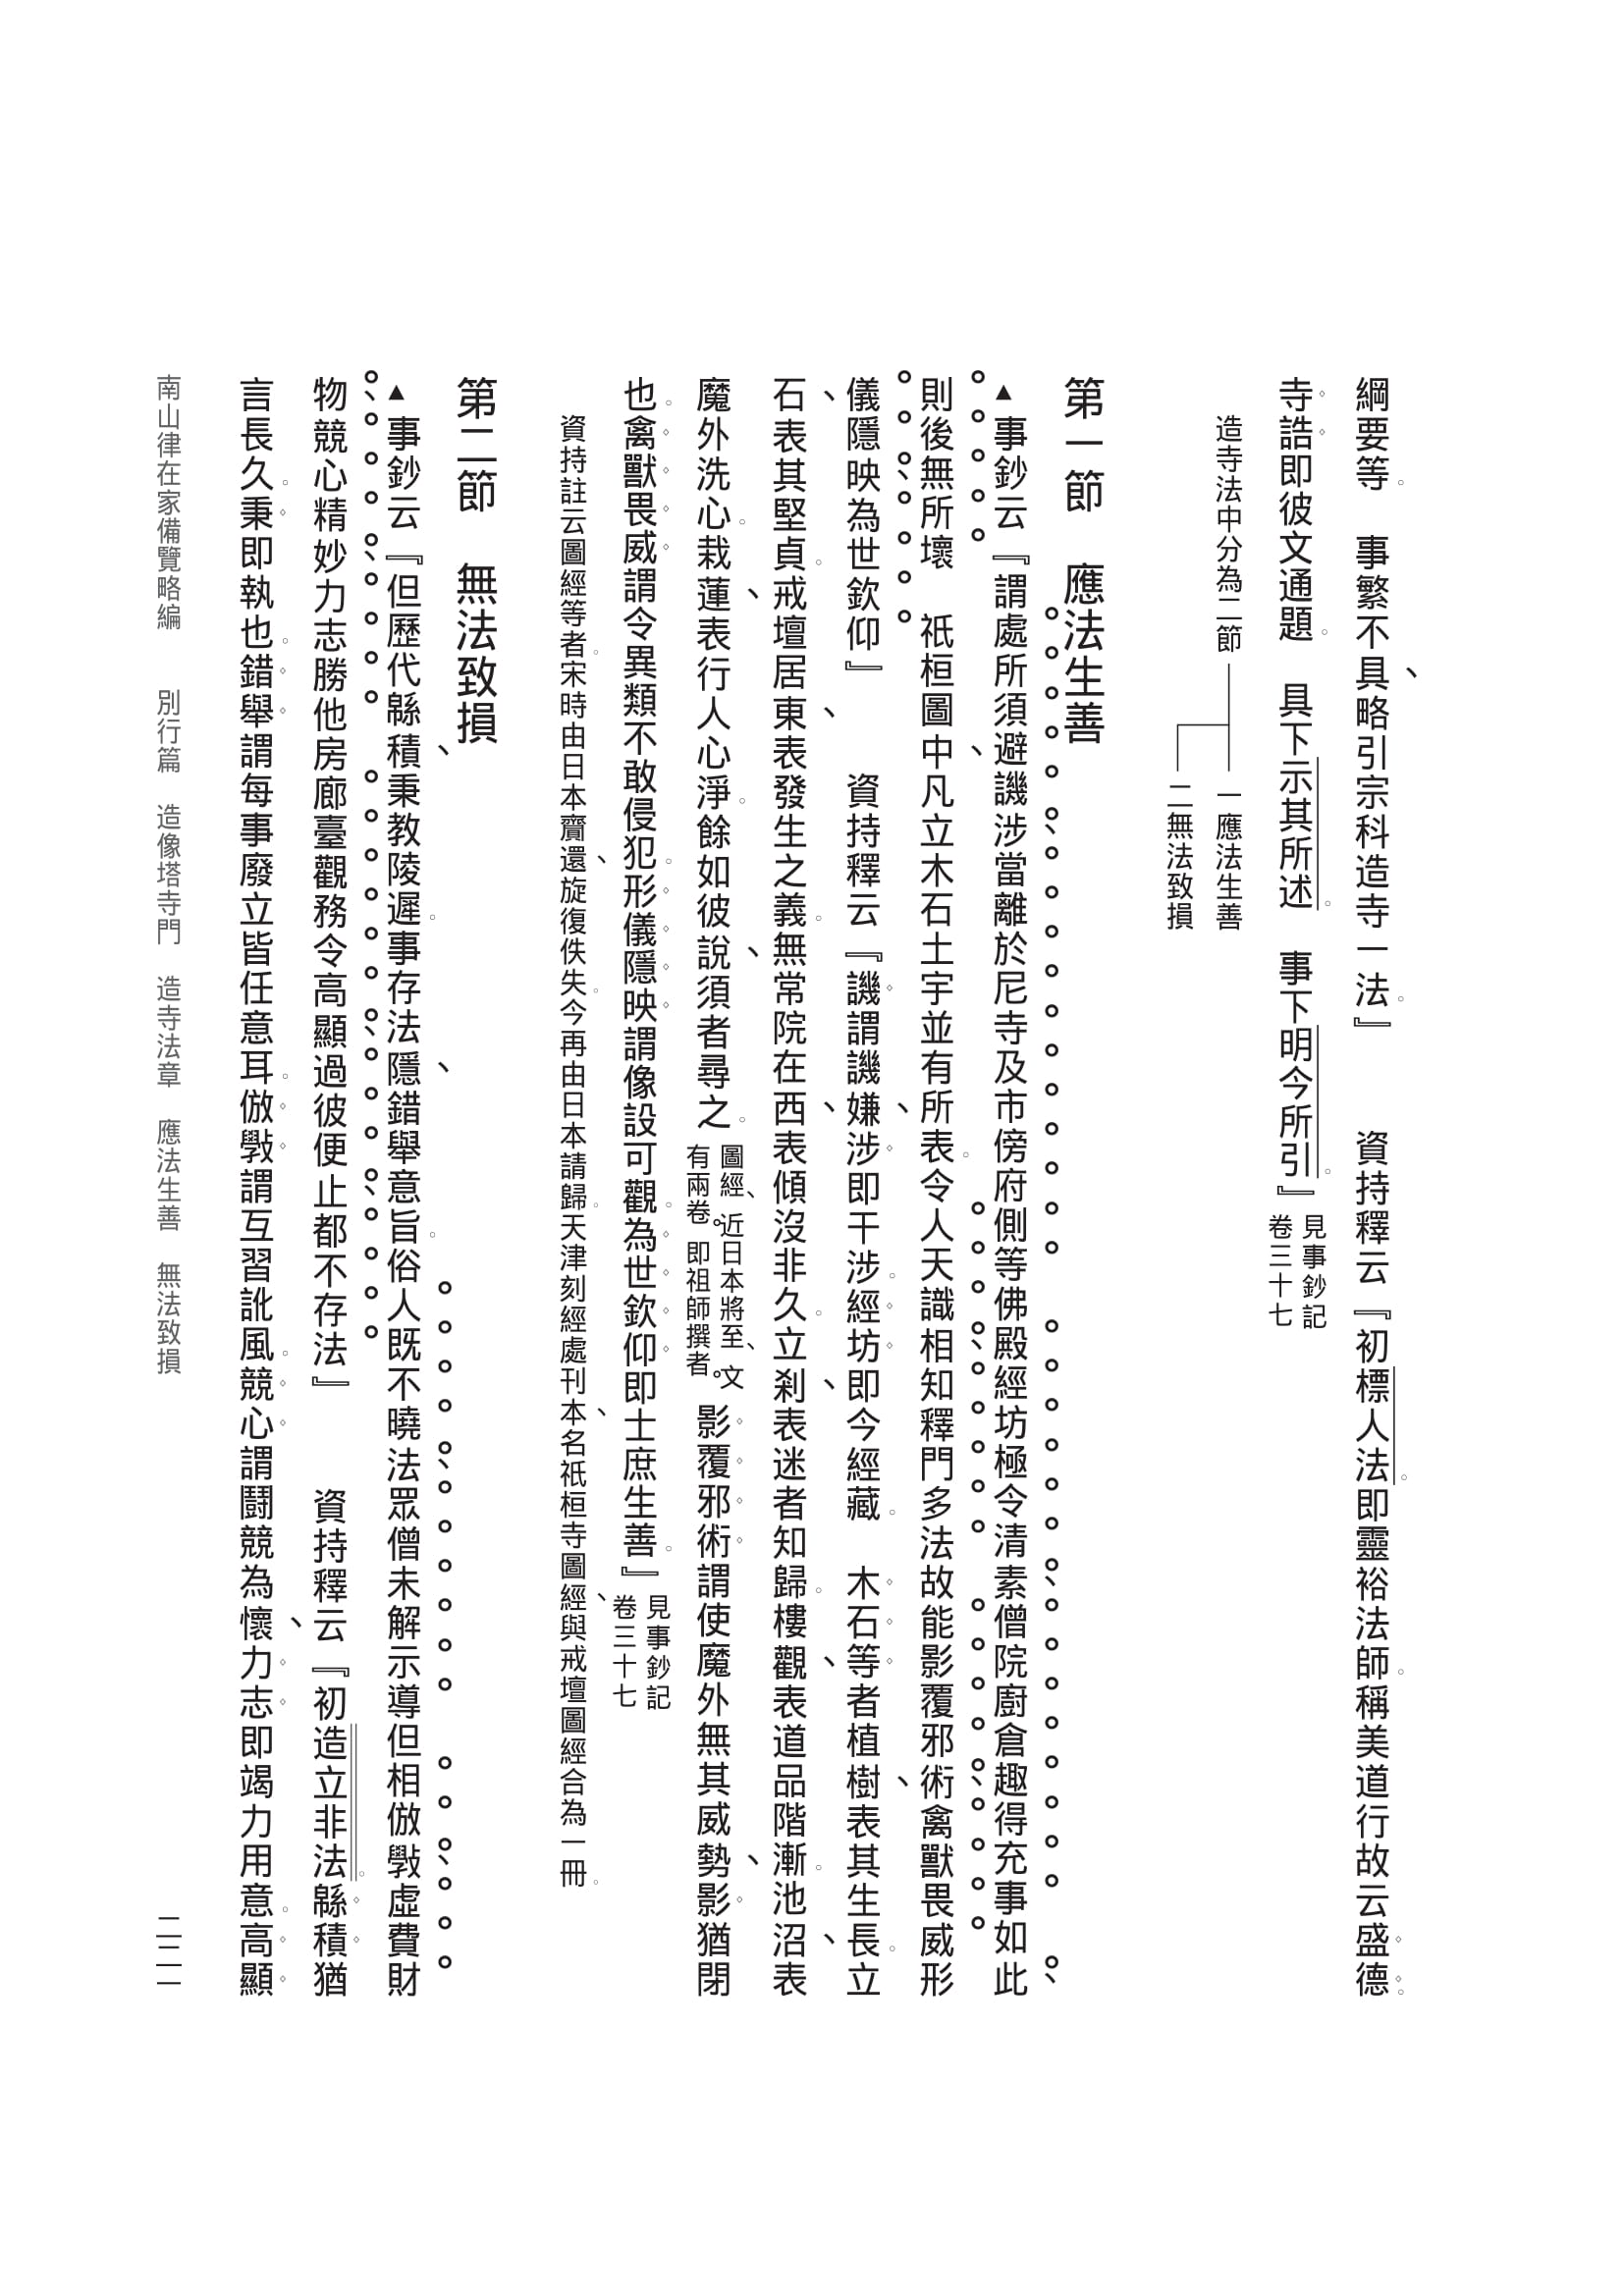 綱要等。　事繁不具、略引宗科造寺一法。』　　資持釋云『初標人法。即靈裕法師。稱美道行故云盛德。
寺誥即彼文通題。　具下示其所述。　事下明今所引。』見事鈔記卷三十七
造寺法中分為二節
一應法生善
二無法致損
第一節　應法生善
▲事鈔云『謂處所須避譏涉當離於尼寺及市傍府側等佛殿經坊極令清素僧院廚倉趣得充事如此
則後無所壞　祇桓圖中、凡立木石土宇並有所表。令人天識相知釋門多法故能影覆邪術禽獸畏威形
儀隱映為世欽仰』　　資持釋云『譏謂譏嫌、涉即干涉。經坊即今經藏。　木石等者植樹、表其生長。立
石、表其堅貞。戒壇居東、表發生之義。無常院在西、表傾沒非久。立剎、表迷者知歸。樓觀、表道品階漸。池沼、表
魔外洗心。栽蓮、表行人心淨。餘如彼說、須者尋之。圖經、近日本將至、文有兩卷。即祖師撰者。影覆邪術謂使魔外無其威勢、影猶閉
也。禽獸畏威謂令異類不敢侵犯。形儀隱映謂像設可觀。為世欽仰即士庶生善。』見事鈔記卷三十七
資持註云圖經等者。宋時由日本齎還、旋復佚失。今再由日本請歸。天津刻經處刊本、名祇桓寺圖經、與戒壇圖經合為一冊。
第二節　無法致損
▲事鈔云『但歷代緜積、秉教陵遲。事存法隱、錯舉意旨。俗人既不曉法眾僧未解示導但相倣斅虛費財
物競心精妙力志勝他房廊臺觀務令高顯過彼便止都不存法』　　資持釋云『初造立非法。緜積猶
言長久。秉即執也。錯舉謂每事廢立皆任意耳。倣斅謂互習訛風。競心謂鬪競為懷、力志即竭力用意。高顯
南山律在家備覽略編　　別行篇　造像塔寺門　造寺法章　應法生善　無法致損
二二一